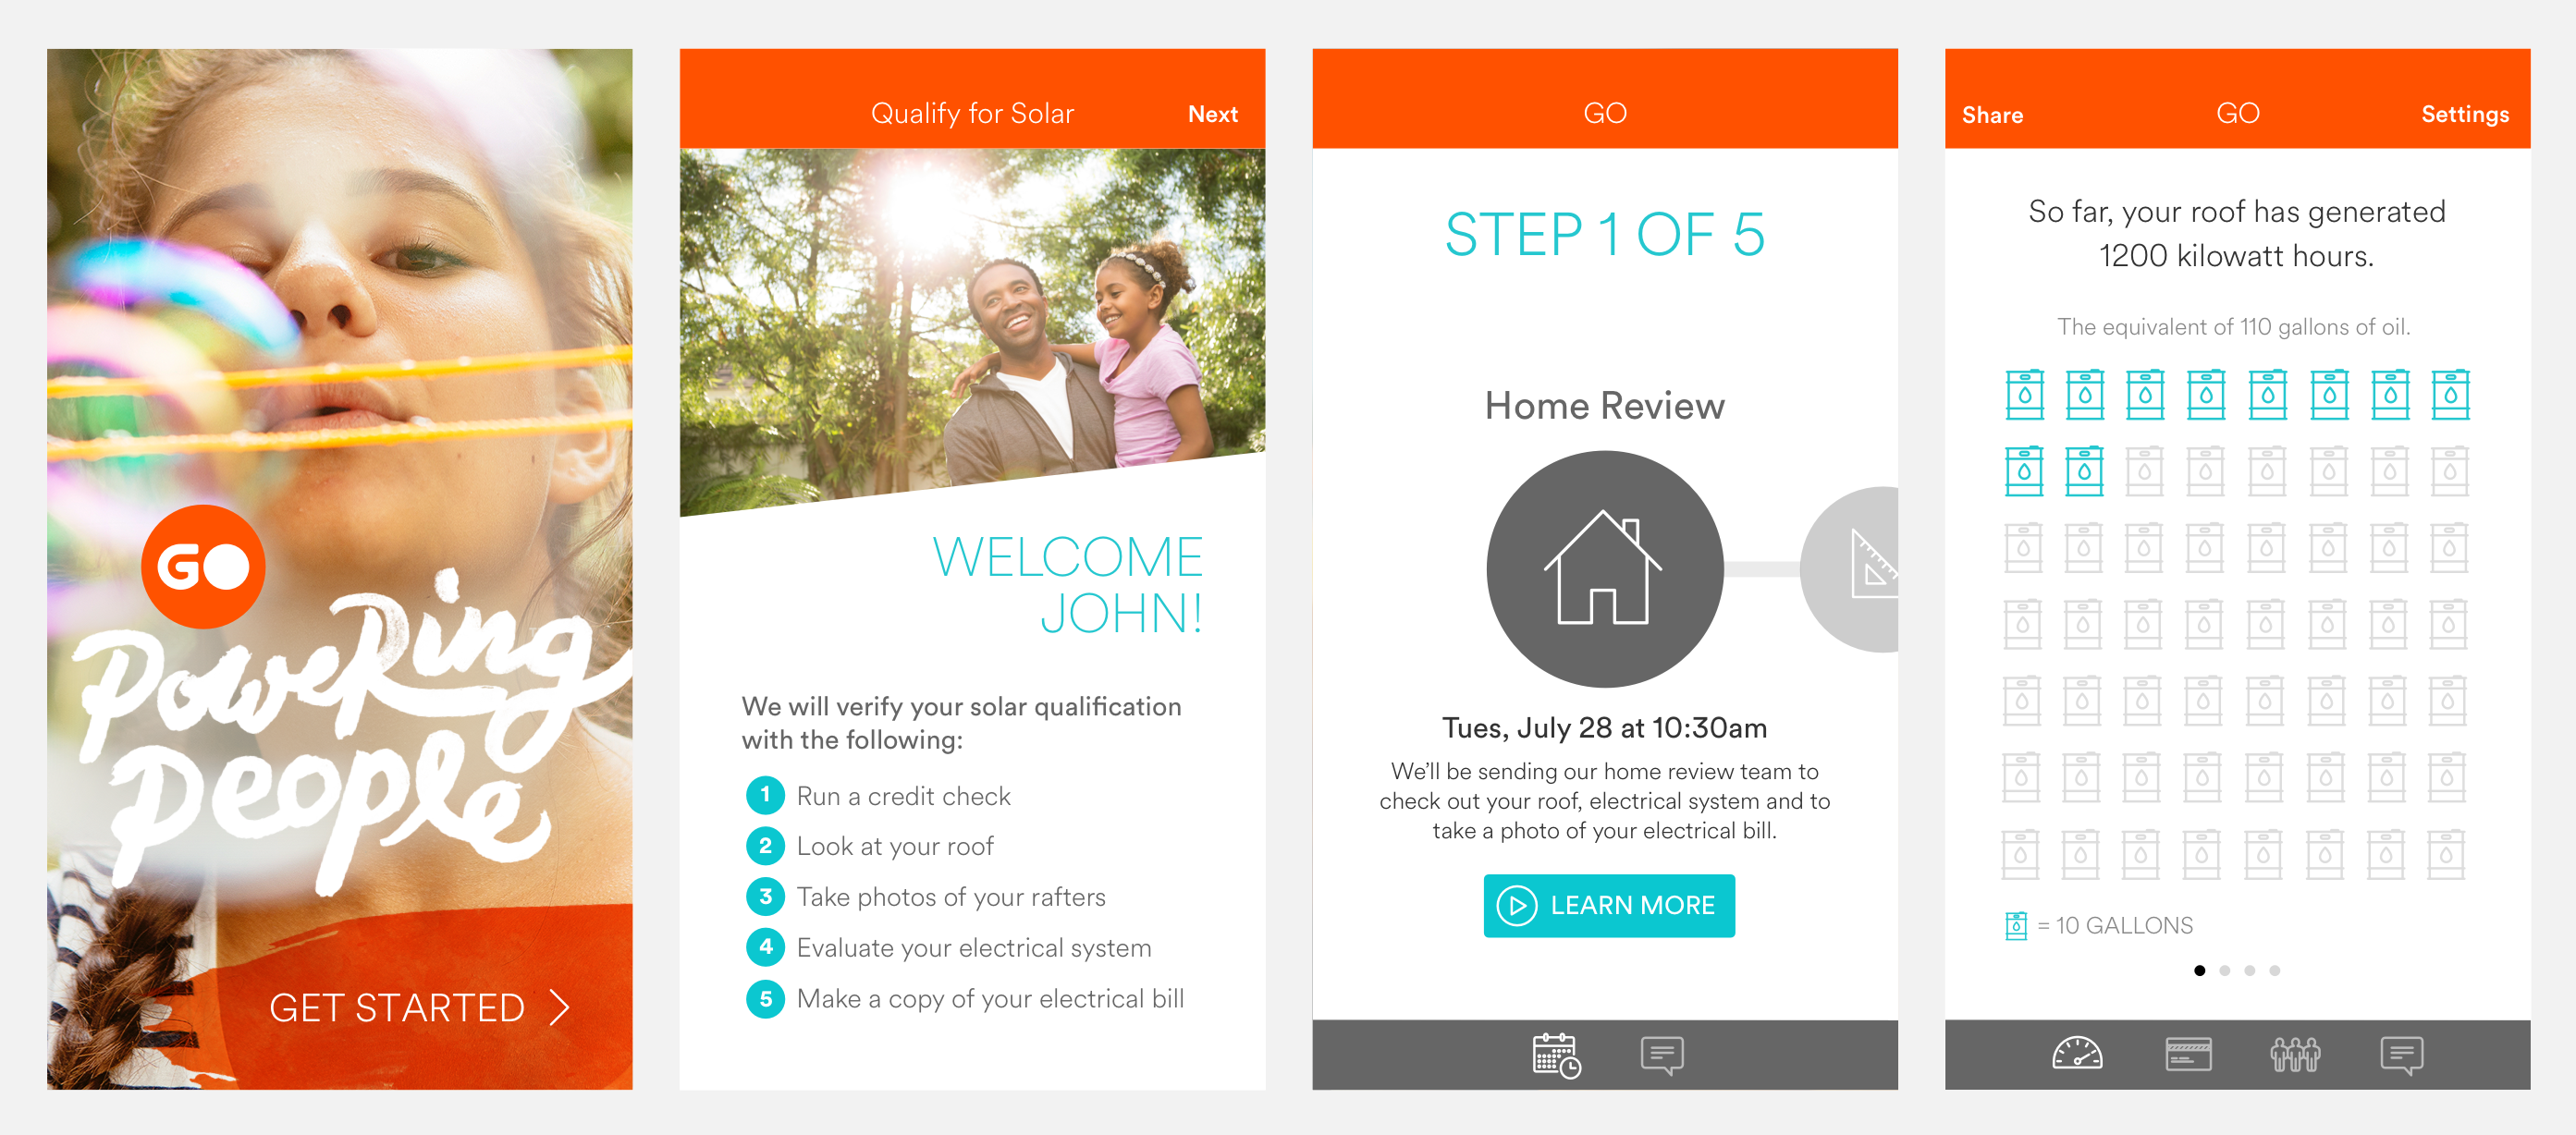 GO
PoweRing
People
GET STARTED
Qualify for Solar
Next
WELCOME
JOHN!
We will verify your solar qualification
with the following:
1 Run a credit check
2 Look at your roof
3 Take photos of your rafters
4 Evaluate your electrical system
5 Make a copy of your electrical bill
GO
STEP 1 OF 5
Home Review
Tues, July 28 at 10:30am
We’ll be sending our home review team to
check out your roof, electrical system and to
take a photo of your electrical bill.
LEARN MORE
Share
GO
Settings
So far, your roof has generated
1200 kilowatt hours.
The equivalent of 110 gallons of oil.
= 10 GALLONS